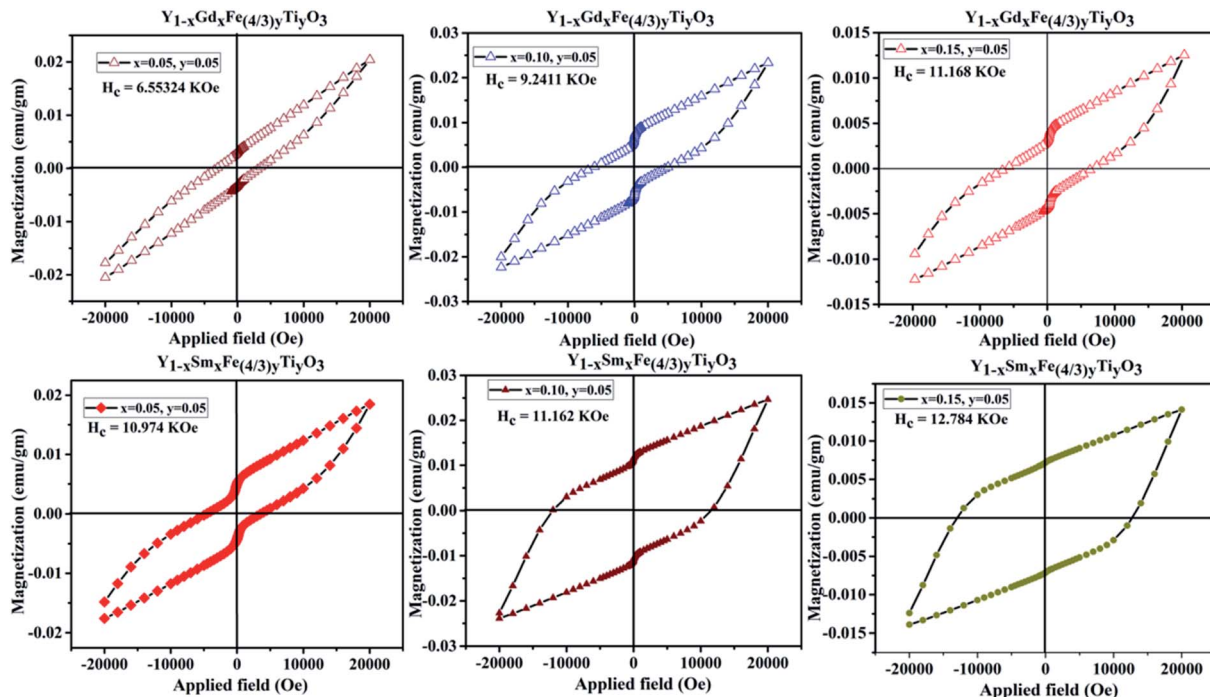 Y1-xGdxFe(4/3)yTiyO3
x=0.05, y=0.05
Hc = 6.55324 KOe
Magnetization (emu/gm)
0.02
0.01
0.00
-0.01
-0.02
-20000 -10000 0 10000 20000
Applied field (Oe)
Y1-xGdxFe(4/3)yTiyO3
x=0.10, y=0.05
Hc = 9.2411 KOe
Magnetization (emu/gm)
0.03
0.02
0.01
0.00
-0.01
-0.02
-0.03
-20000 -10000 0 10000 20000
Applied field (Oe)
Y1-xGdxFe(4/3)yTiyO3
x=0.15, y=0.05
Hc = 11.168 KOe
Magnetization (emu/gm)
0.015
0.010
0.005
0.000
-0.005
-0.010
-0.015
-20000 -10000 0 10000 20000
Applied field (Oe)
Y1-xSmxFe(4/3)yTiyO3
x=0.05, y=0.05
Hc = 10.974 KOe
Magnetization (emu/gm)
0.02
0.01
0.00
-0.01
-0.02
-20000 -10000 0 10000 20000
Applied field (Oe)
Y1-xSmxFe(4/3)yTiyO3
x=0.10, y=0.05
Hc = 11.162 KOe
Magnetization (emu/gm)
0.03
0.02
0.01
0.00
-0.01
-0.02
-0.03
-20000 -10000 0 10000 20000
Applied field (Oe)
Y1-xSmxFe(4/3)yTiyO3
x=0.15, y=0.05
Hc = 12.784 KOe
Magnetization (emu/gm)
0.015
0.010
0.005
0.000
-0.005
-0.010
-0.015
-20000 -10000 0 10000 20000
Applied field (Oe)